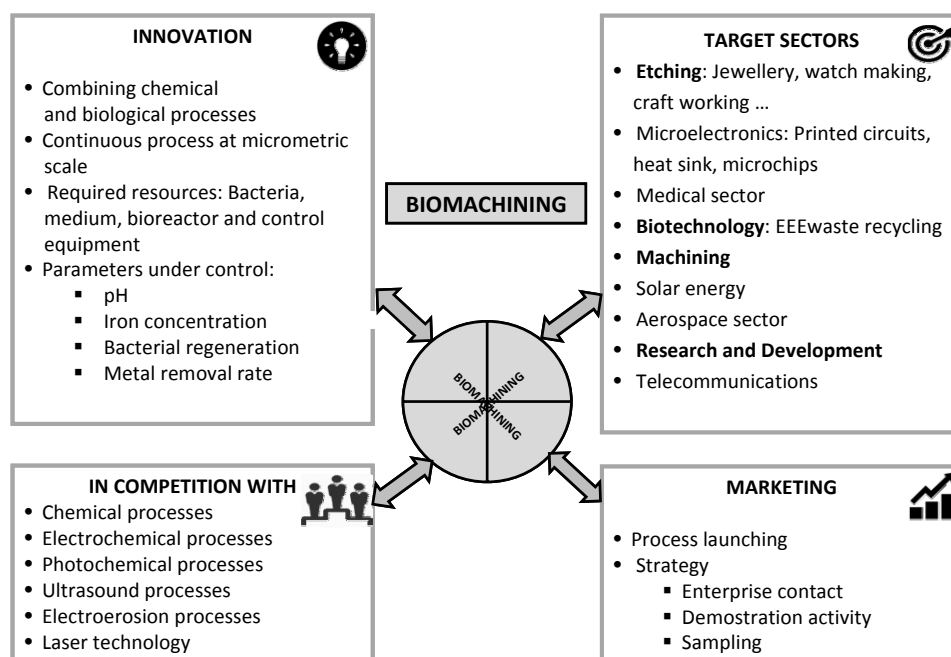 INNOVATION
• Combining chemical
and biological processes
• Continuous process at micrometric
scale
• Required resources: Bacteria,
medium, bioreactor and control
equipment
• Parameters under control:
▪ pH
▪ Iron concentration
▪ Bacterial regeneration
▪ Metal removal rate
TARGET SECTORS
• Etching: Jewellery, watch making,
craft working ...
• Microelectronics: Printed circuits,
heat sink, microchips
• Medical sector
• Biotechnology: EEEwaste recycling
• Machining
• Solar energy
• Aerospace sector
• Research and Development
• Telecommunications
BIOMACHINING
BIOMACHINING
BIOMACHINING
IN COMPETITION WITH
• Chemical processes
• Electrochemical processes
• Photochemical processes
• Ultrasound processes
• Electroerosion processes
• Laser technology
MARKETING
• Process launching
• Strategy
▪ Enterprise contact
▪ Demostration activity
▪ Sampling